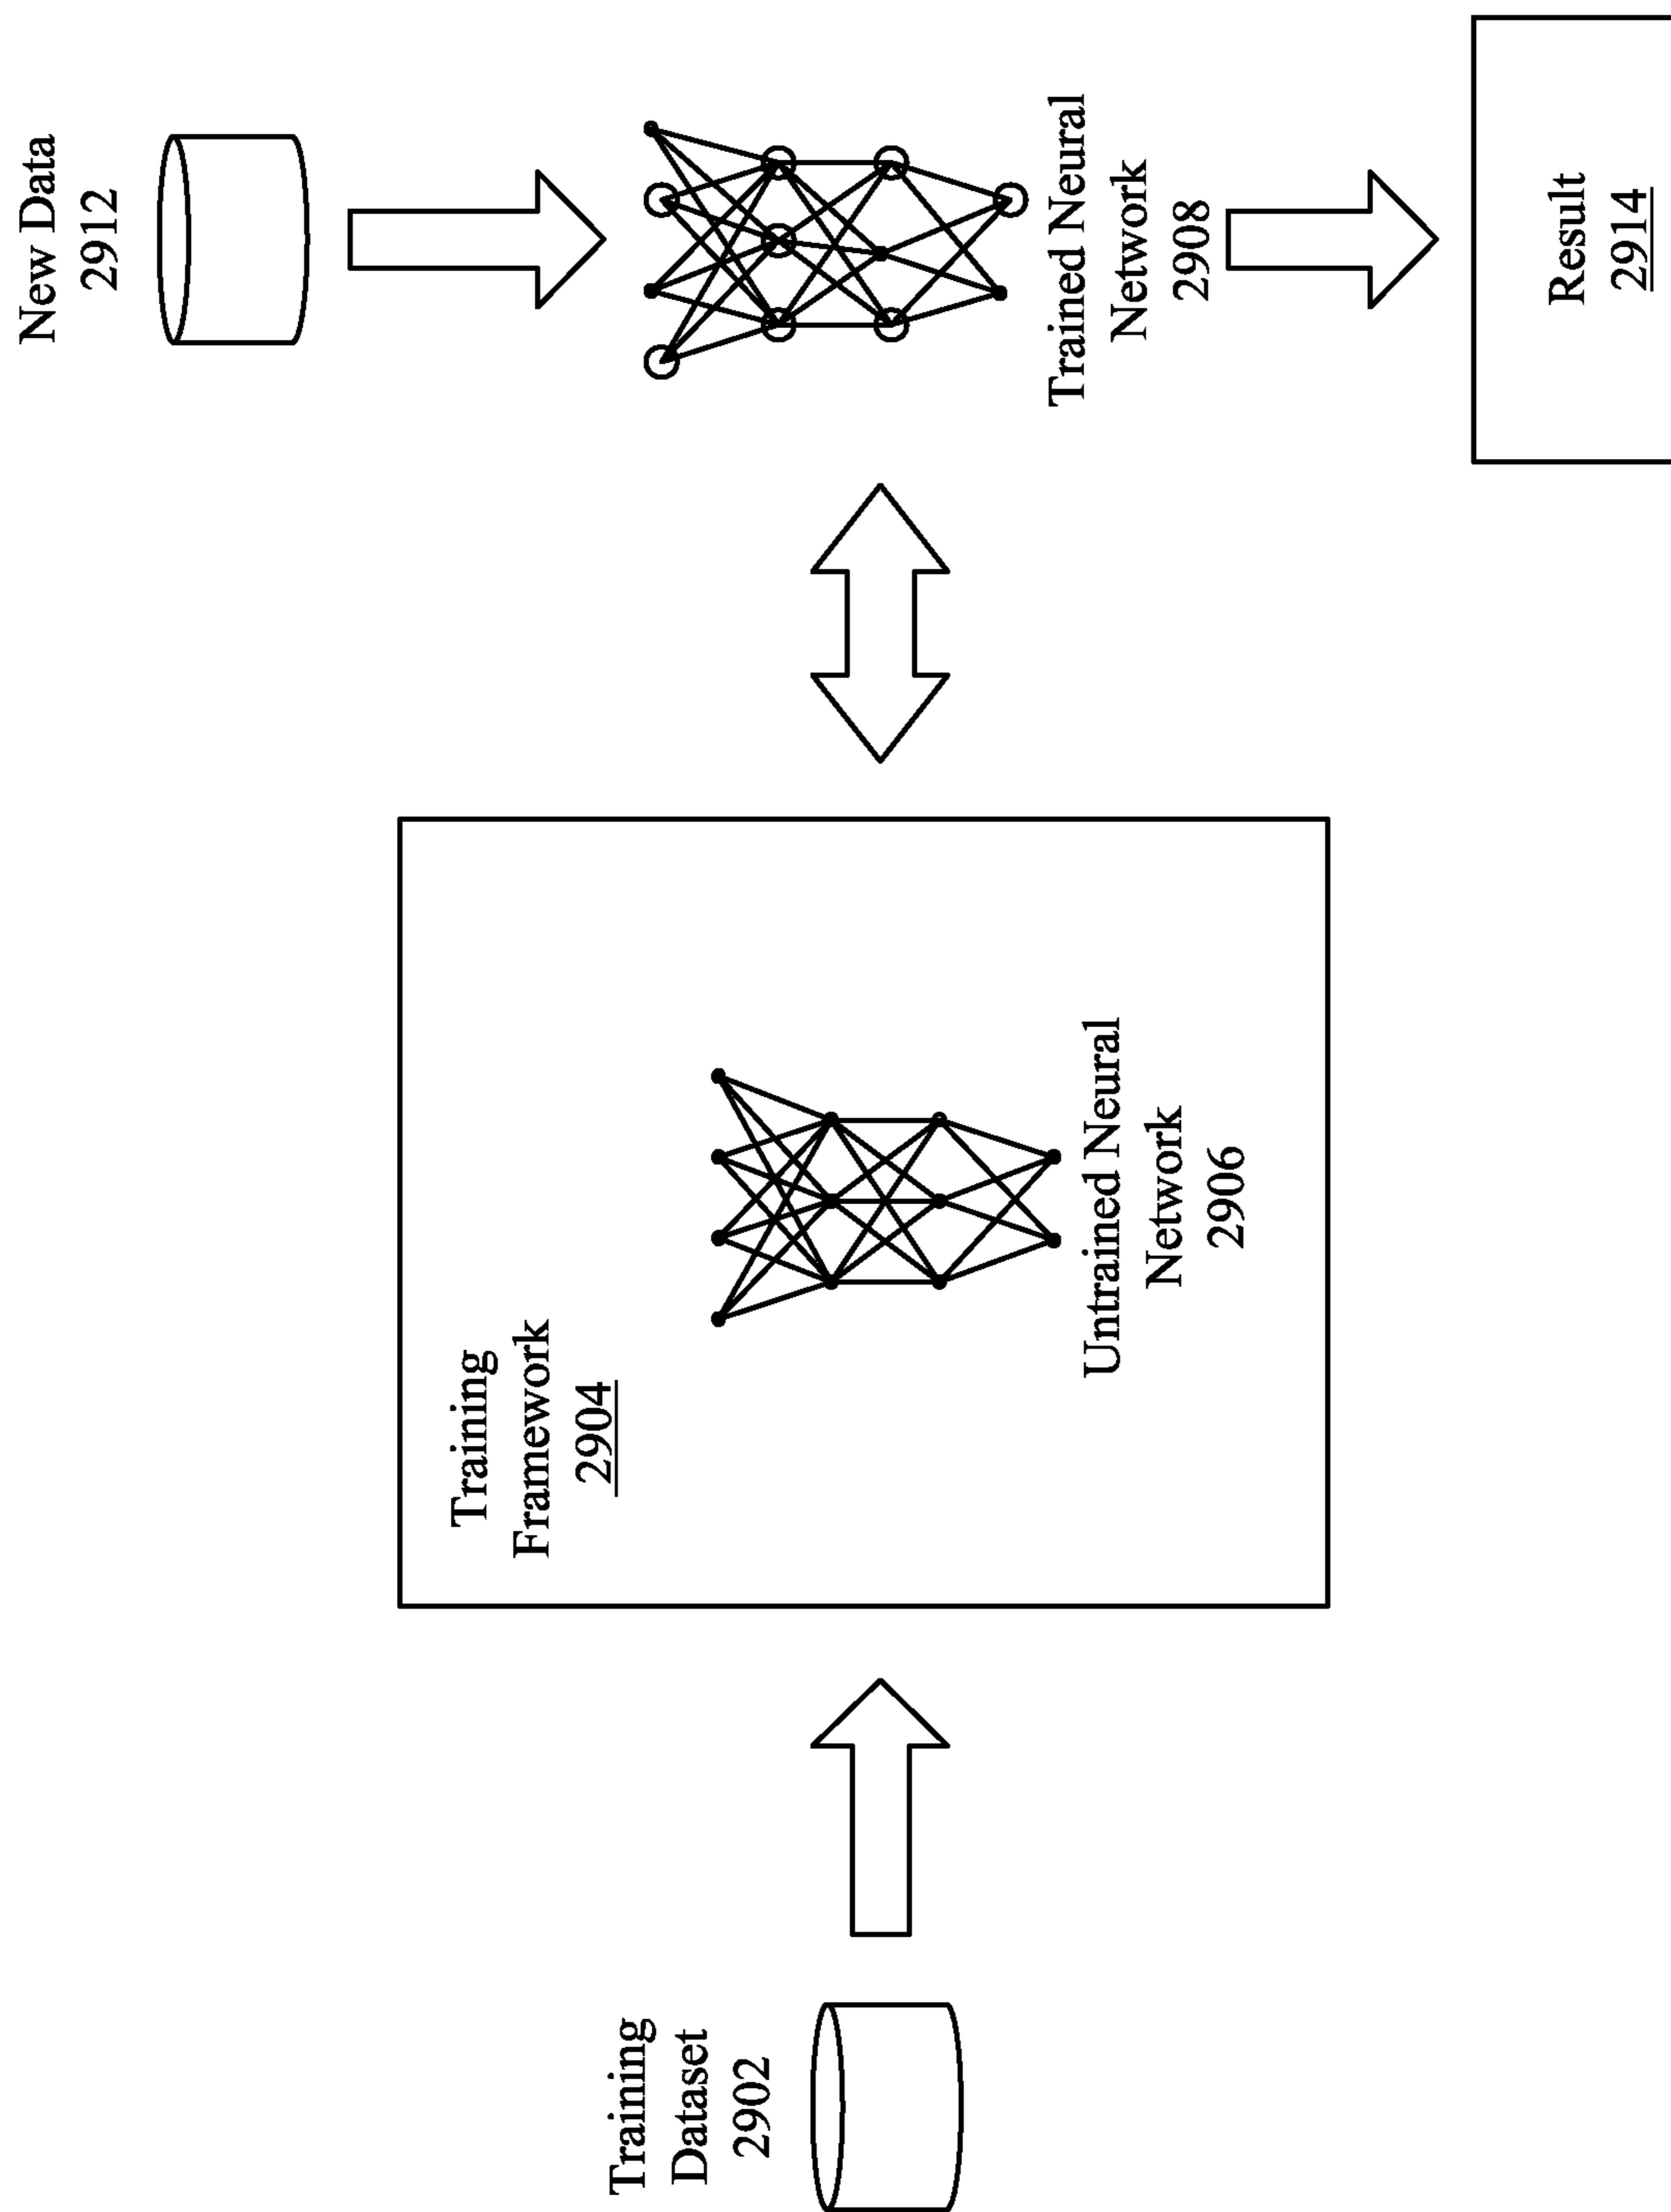 Training
Dataset
2902
Training
Framework
2904
Untrained Neural
Network
2906
New Data
2912
Trained Neural
Network
2908
Result
2914